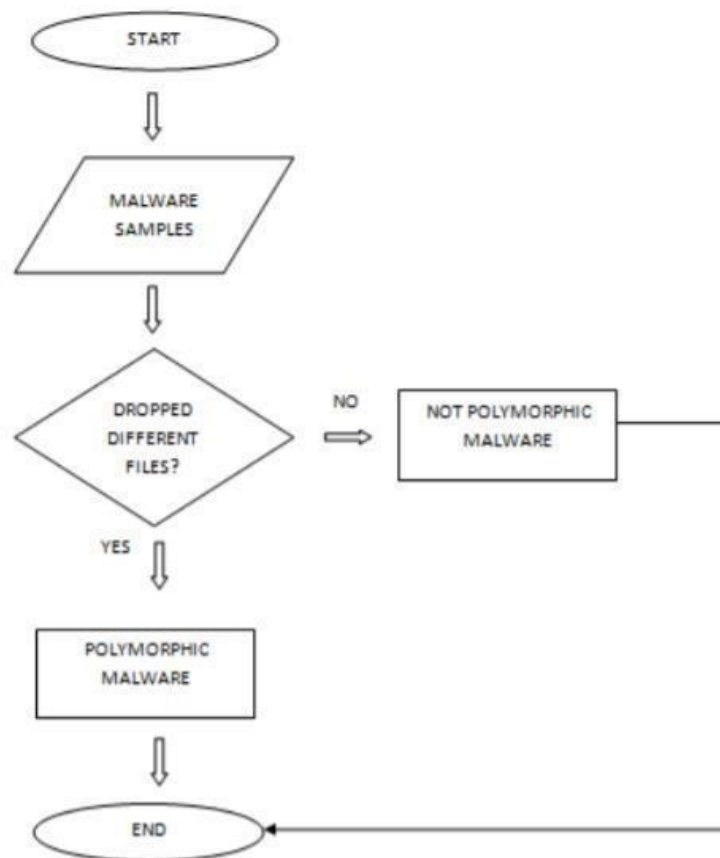 START
MALWARE
SAMPLES
DROPPED
DIFFERENT
FILES?
NO
NOT POLYMORPHIC
MALWARE
YES
POLYMORPHIC
MALWARE
END